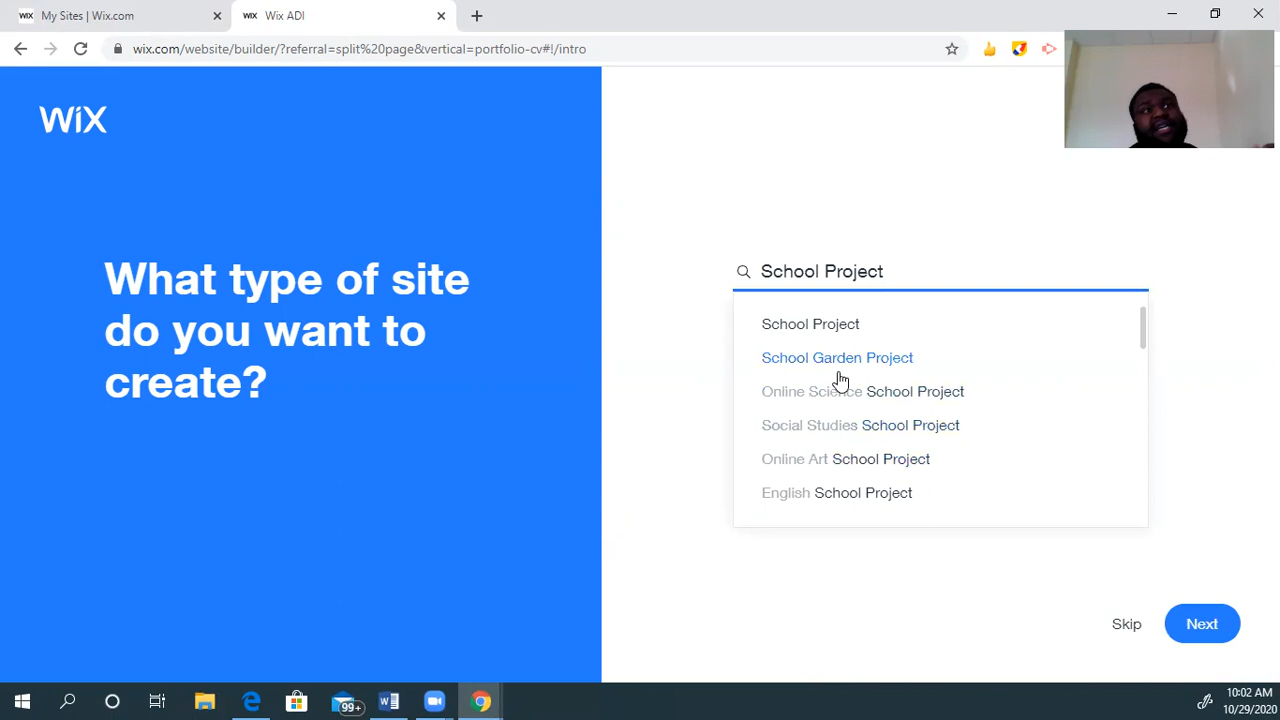 WIX My Sites | Wix.com
WIX Wix ADI
wix.com/website/builder/?referral=split%20page&vertical=portfolio-cv#!/intro
WiX
What type of site
do you want to
create?
School Project
School Project
School Garden Project
Online Science School Project
Social Studies School Project
Online Art School Project
English School Project
Skip
Next
99+
10:02 AM
10/29/2020